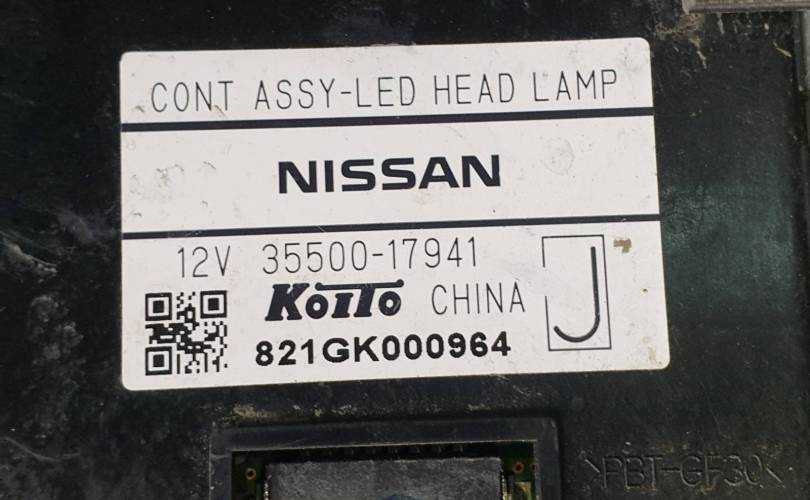 CONT ASSY-LED HEAD LAMP
NISSAN
12V 35500-17941
J
KOITO CHINA
821GK000964
>PBT-GF30<